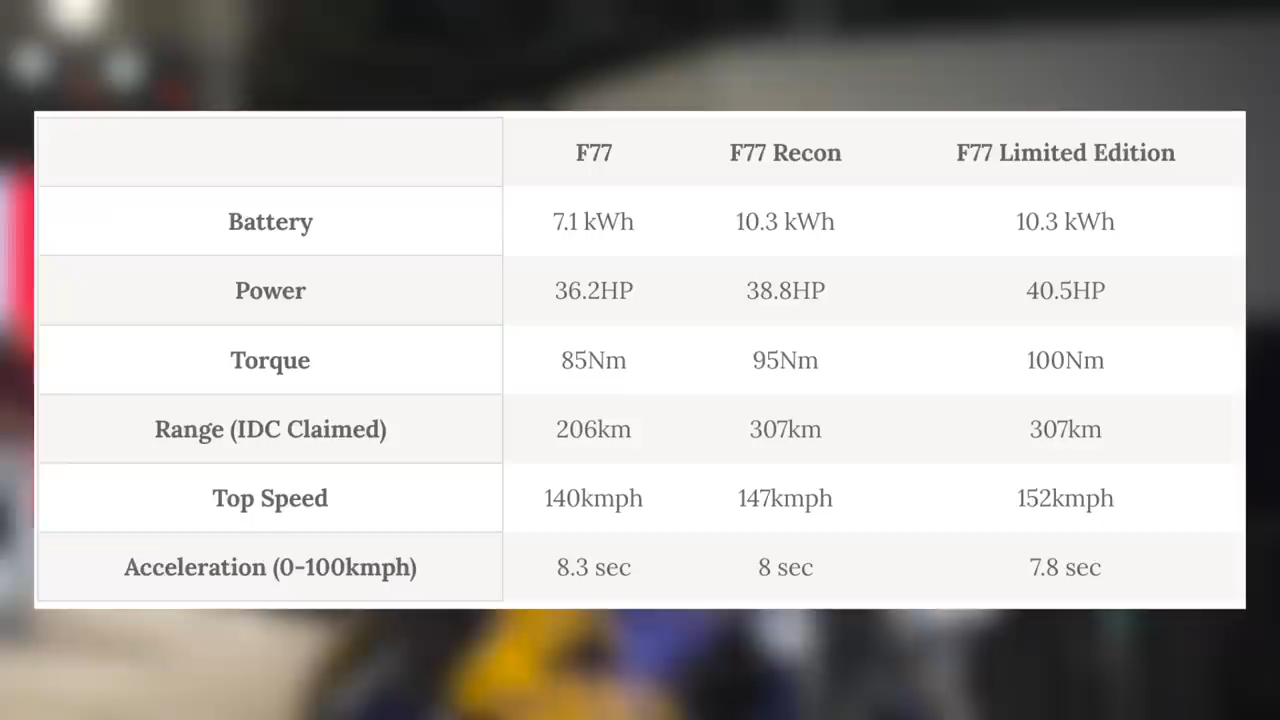 F77 F77 Recon F77 Limited Edition
Battery 7.1 kWh 10.3 kWh 10.3 kWh
Power 36.2HP 38.8HP 40.5HP
Torque 85Nm 95Nm 100Nm
Range (IDC Claimed) 206km 307km 307km
Top Speed 140kmph 147kmph 152kmph
Acceleration (0-100kmph) 8.3 sec 8 sec 7.8 sec